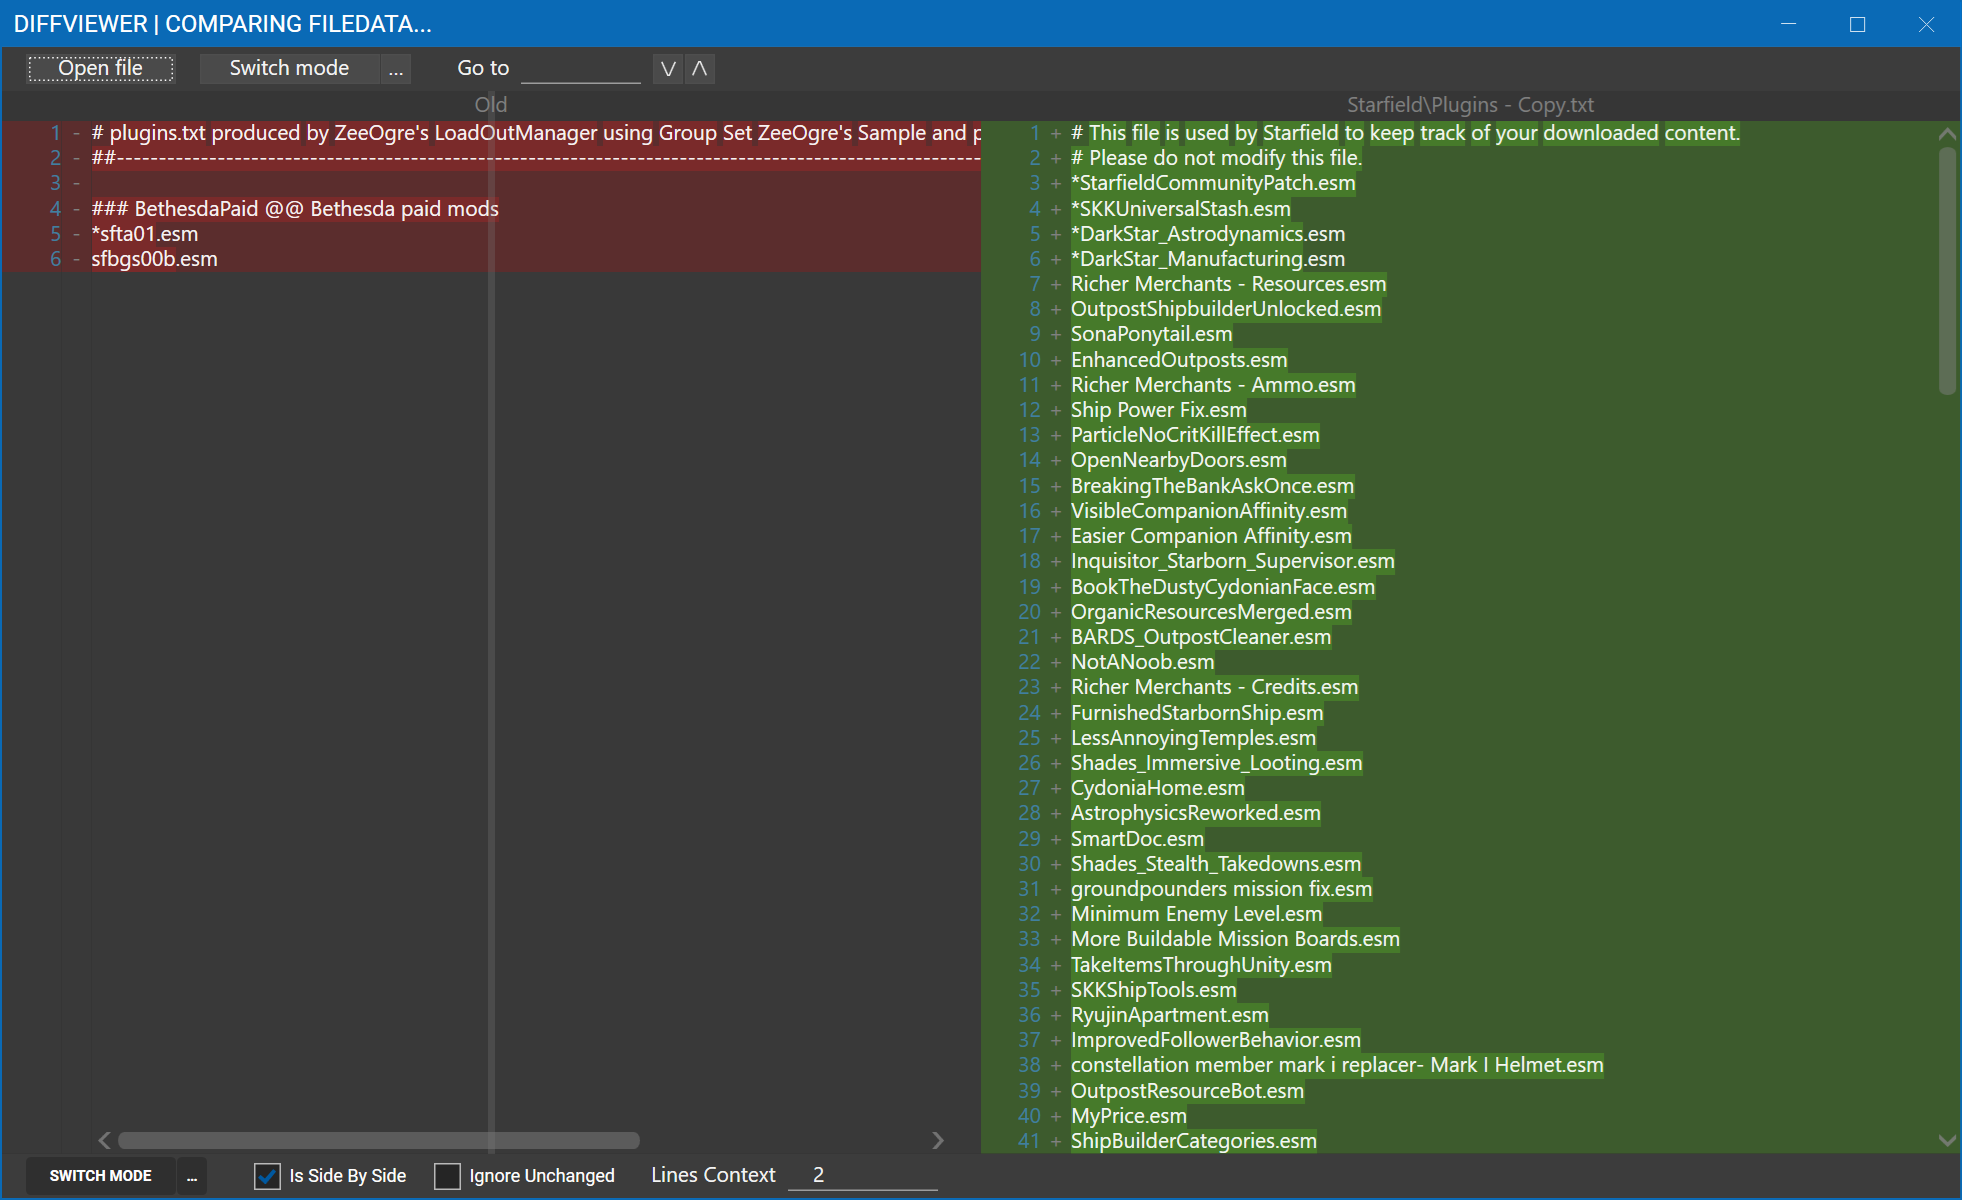 DIFFVIEWER | COMPARING FILEDATA...
Open file
Switch mode
...
Go to
Old
1 - # plugins.txt produced by ZeeOgre's LoadOutManager using Group Set ZeeOgre's Sample and p
2 - ##--------------------------------------------------------------------------------------------------------
3 -
4 - ### BethesdaPaid @@ Bethesda paid mods
5 - *sfta01.esm
6 - sfbgs00b.esm
Starfield\Plugins - Copy.txt
1 + # This file is used by Starfield to keep track of your downloaded content.
2 + # Please do not modify this file.
3 + *StarfieldCommunityPatch.esm
4 + *SKKUniversalStash.esm
5 + *DarkStar_Astrodynamics.esm
6 + *DarkStar_Manufacturing.esm
7 + Richer Merchants - Resources.esm
8 + OutpostShipbuilderUnlocked.esm
9 + SonaPonytail.esm
10 + EnhancedOutposts.esm
11 + Richer Merchants - Ammo.esm
12 + Ship Power Fix.esm
13 + ParticleNoCritKillEffect.esm
14 + OpenNearbyDoors.esm
15 + BreakingTheBankAskOnce.esm
16 + VisibleCompanionAffinity.esm
17 + Easier Companion Affinity.esm
18 + Inquisitor_Starborn_Supervisor.esm
19 + BookTheDustyCydonianFace.esm
20 + OrganicResourcesMerged.esm
21 + BARDS_OutpostCleaner.esm
22 + NotANoob.esm
23 + Richer Merchants - Credits.esm
24 + FurnishedStarbornShip.esm
25 + LessAnnoyingTemples.esm
26 + Shades_Immersive_Looting.esm
27 + CydoniaHome.esm
28 + AstrophysicsReworked.esm
29 + SmartDoc.esm
30 + Shades_Stealth_Takedowns.esm
31 + groundpounders mission fix.esm
32 + Minimum Enemy Level.esm
33 + More Buildable Mission Boards.esm
34 + TakeItemsThroughUnity.esm
35 + SKKShipTools.esm
36 + RyujinApartment.esm
37 + ImprovedFollowerBehavior.esm
38 + constellation member mark i replacer- Mark I Helmet.esm
39 + OutpostResourceBot.esm
40 + MyPrice.esm
41 + ShipBuilderCategories.esm
SWITCH MODE
...
Is Side By Side
Ignore Unchanged
Lines Context
2